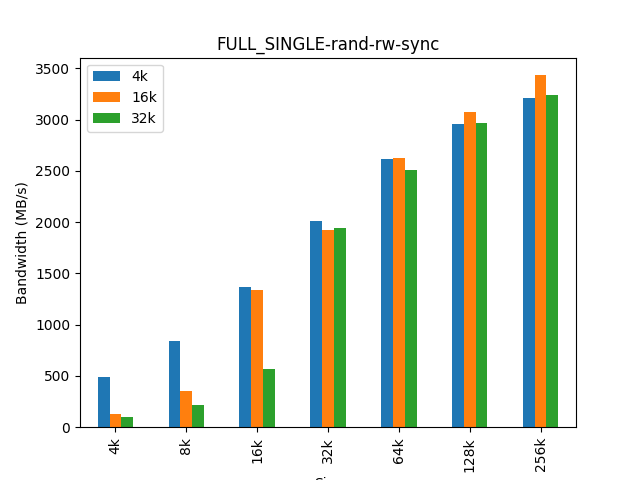 FULL_SINGLE-rand-rw-sync
4k
16k
32k
Bandwidth (MB/s)
3500
3000
2500
2000
1500
1000
500
0
4k
8k
16k
32k
64k
128k
256k